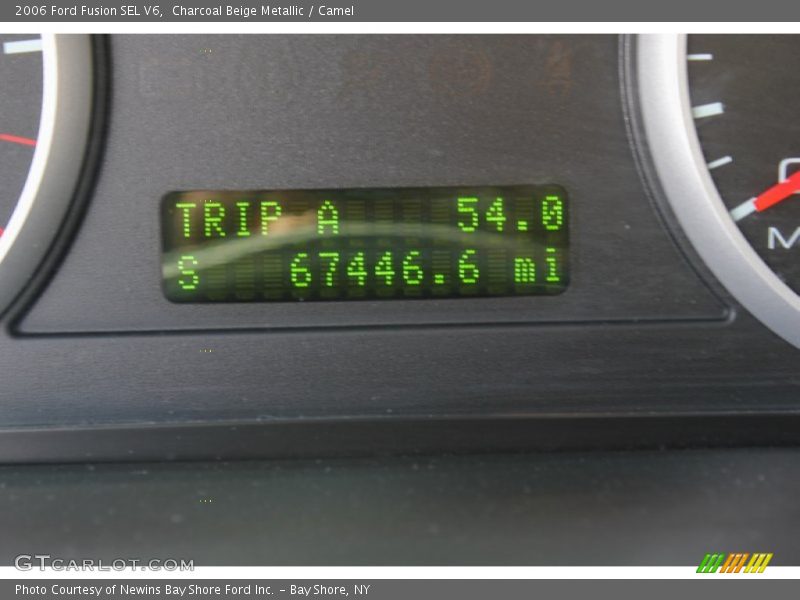 2006 Ford Fusion SEL V6,  Charcoal Beige Metallic / Camel
TRIP A 54.0
S 67446.6 mi
GTCARLOT.COM
Photo Courtesy of Newins Bay Shore Ford Inc. - Bay Shore, NY